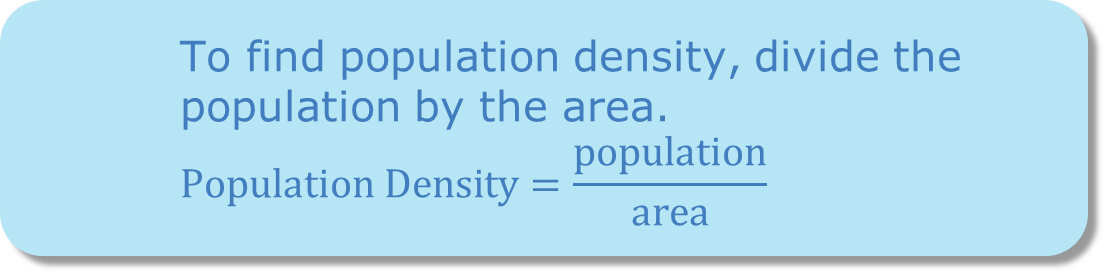 To find population density, divide the
population by the area.
Population Density = population/area